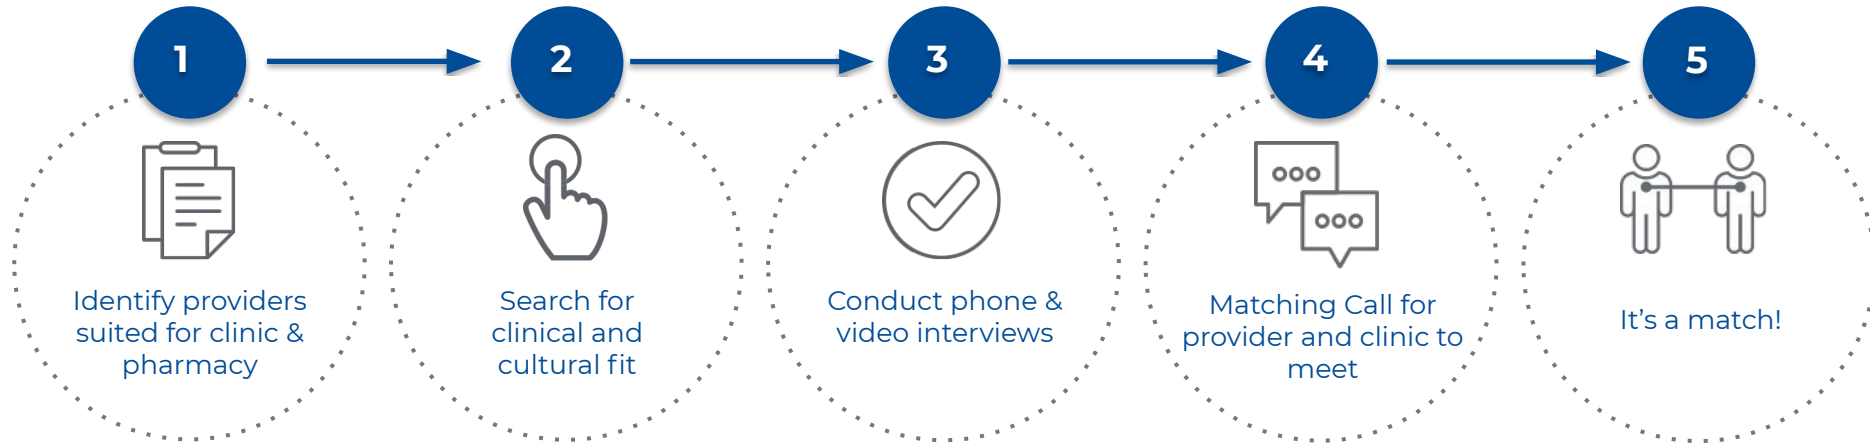 1
2
3
4
5
Identify providers
suited for clinic &
pharmacy
Search for
clinical and
cultural fit
Conduct phone &
video interviews
Matching Call for
provider and clinic to
meet
It's a match!